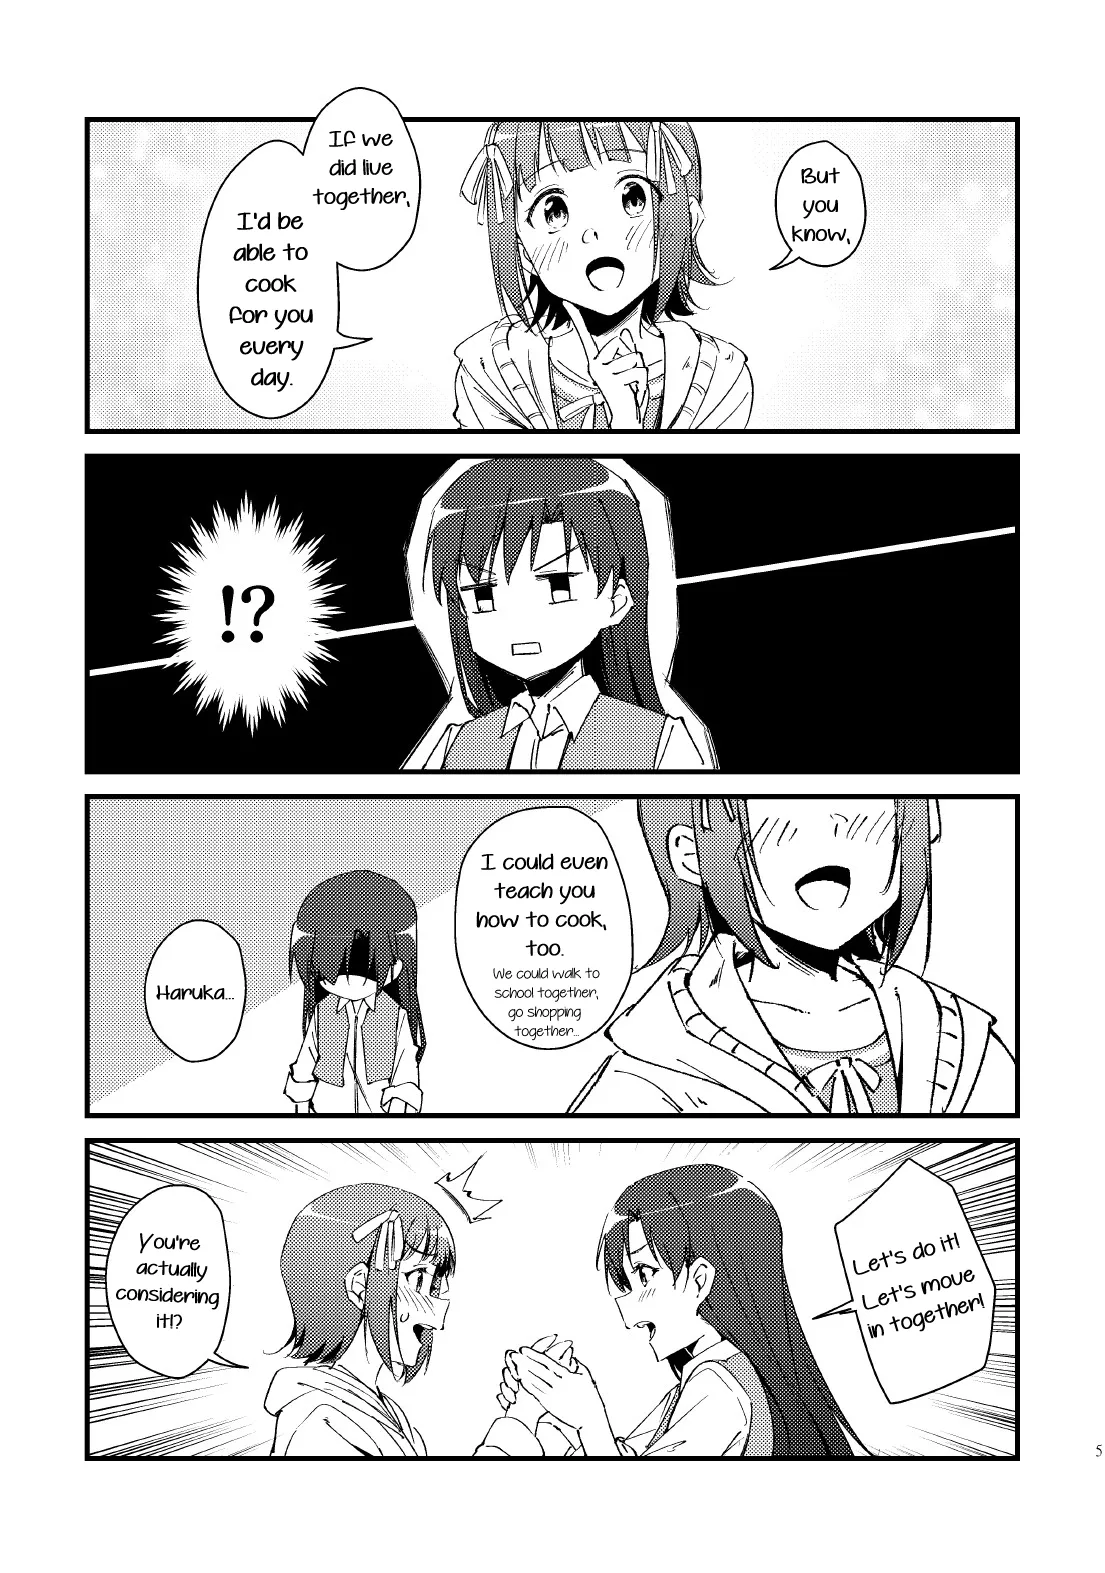 But
you
know,
If we
did live
together,
I'd be
able to
cook
for you
every
day.
!?
I could even
teach you
how to cook,
too.
We could walk to
school together,
go shopping
together...
Haruka...
Let's do it!
Let's move
in together!
You're
actually
considering
it!?
5